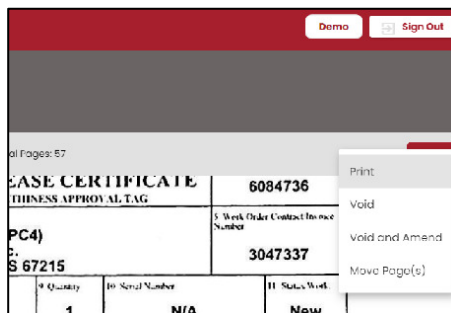 Demo
Sign Out
al Pages: 57
Print
Void
Void and Amend
Move Page(s)
EASE CERTIFICATE
THINESS APPROVAL TAG
6084736
5 Work Order Contract Invoice
Number
3047337
PC4)
c.
S 67215
9 Quantity
10 Serial Number
11 Status/Work
1
N/A
New